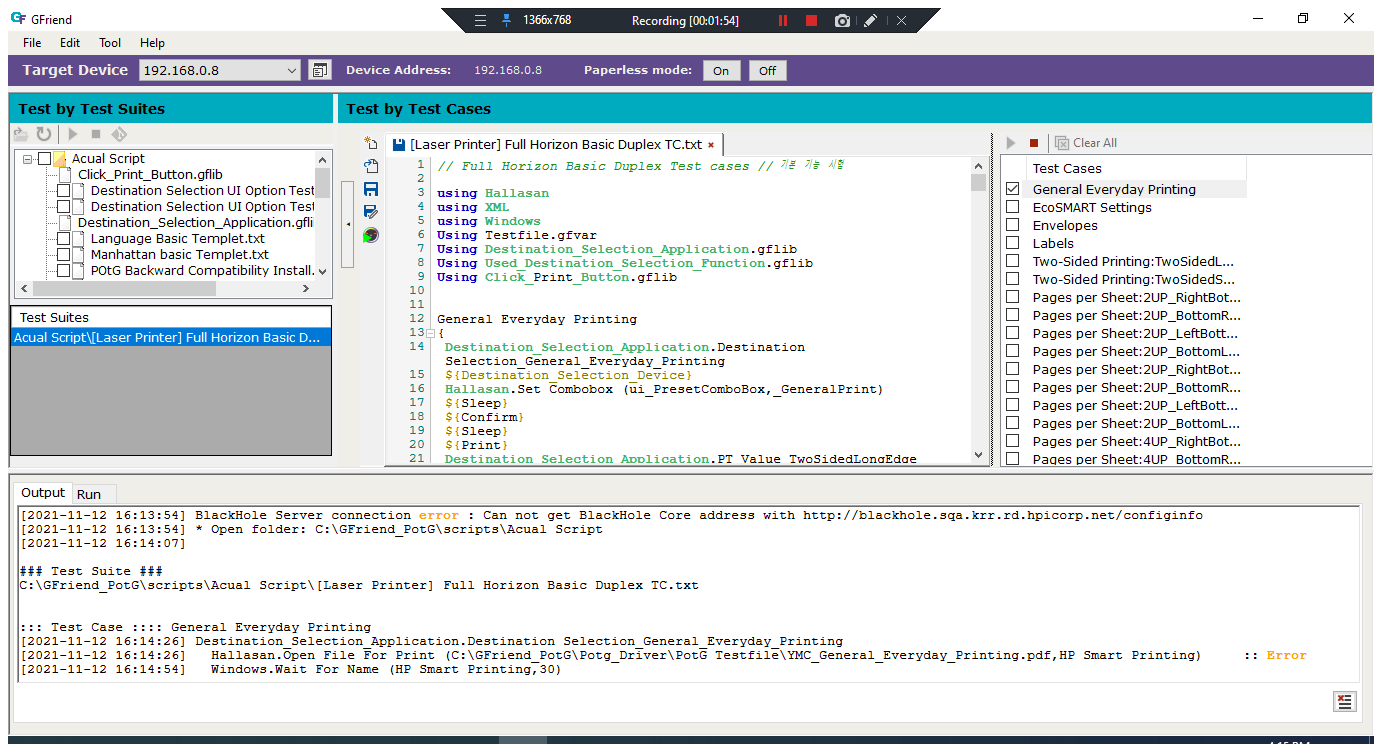 GFriend
1366x768
Recording [00:01:54]
File Edit Tool Help
Target Device 192.168.0.8 Device Address: 192.168.0.8 Paperless mode: On Off
Test by Test Suites
Acual Script
Click_Print_Button.gflib
Destination Selection UI Option Test
Destination Selection UI Option Test
Destination_Selection_Application.gfli
Language Basic Templet.txt
Manhattan basic Templet.txt
POtG Backward Compatibility Install.
Test Suites
Acual Script\[Laser Printer] Full Horizon Basic D...
Test by Test Cases
[Laser Printer] Full Horizon Basic Duplex TC.txt
1 // Full Horizon Basic Duplex Test cases // 기본 기능 시험
2
3 using Hallasan
4 using XML
5 using Windows
6 Using Testfile.gfvar
7 Using Destination_Selection_Application.gflib
8 Using Used_Destination_Selection_Function.gflib
9 Using Click_Print_Button.gflib
10
11
12 General Everyday Printing
13 {
14 Destination_Selection_Application.Destination
Selection_General_Everyday_Printing
15 ${Destination_Selection_Device}
16 Hallasan.Set Combobox (ui_PresetComboBox,_GeneralPrint)
17 ${Sleep}
18 ${Confirm}
19 ${Sleep}
20 ${Print}
21 Destination_Selection_Application.PT_Value_TwoSidedLongEdge
Clear All
Test Cases
General Everyday Printing
EcoSMART Settings
Envelopes
Labels
Two-Sided Printing:TwoSidedL...
Two-Sided Printing:TwoSidedS...
Pages per Sheet:2UP_RightBot...
Pages per Sheet:2UP_BottomR...
Pages per Sheet:2UP_LeftBott...
Pages per Sheet:2UP_BottomL...
Pages per Sheet:2UP_RightBot...
Pages per Sheet:2UP_BottomR...
Pages per Sheet:2UP_LeftBott...
Pages per Sheet:2UP_BottomL...
Pages per Sheet:4UP_RightBot...
Pages per Sheet:4UP_BottomR...
Output Run
[2021-11-12 16:13:54] BlackHole Server connection error : Can not get BlackHole Core address with http://blackhole.sqa.krr.rd.hpicorp.net/configinfo
[2021-11-12 16:13:54] * Open folder: C:\GFriend_PotG\scripts\Acual Script
[2021-11-12 16:14:07]
### Test Suite ###
C:\GFriend_PotG\scripts\Acual Script\[Laser Printer] Full Horizon Basic Duplex TC.txt
::: Test Case :::: General Everyday Printing
[2021-11-12 16:14:26] Destination_Selection_Application.Destination Selection_General_Everyday_Printing
[2021-11-12 16:14:26] Hallasan.Open File For Print (C:\GFriend_PotG\Potg_Driver\PotG Testfile\YMC_General_Everyday_Printing.pdf,HP Smart Printing) :: Error
[2021-11-12 16:14:54] Windows.Wait For Name (HP Smart Printing,30)